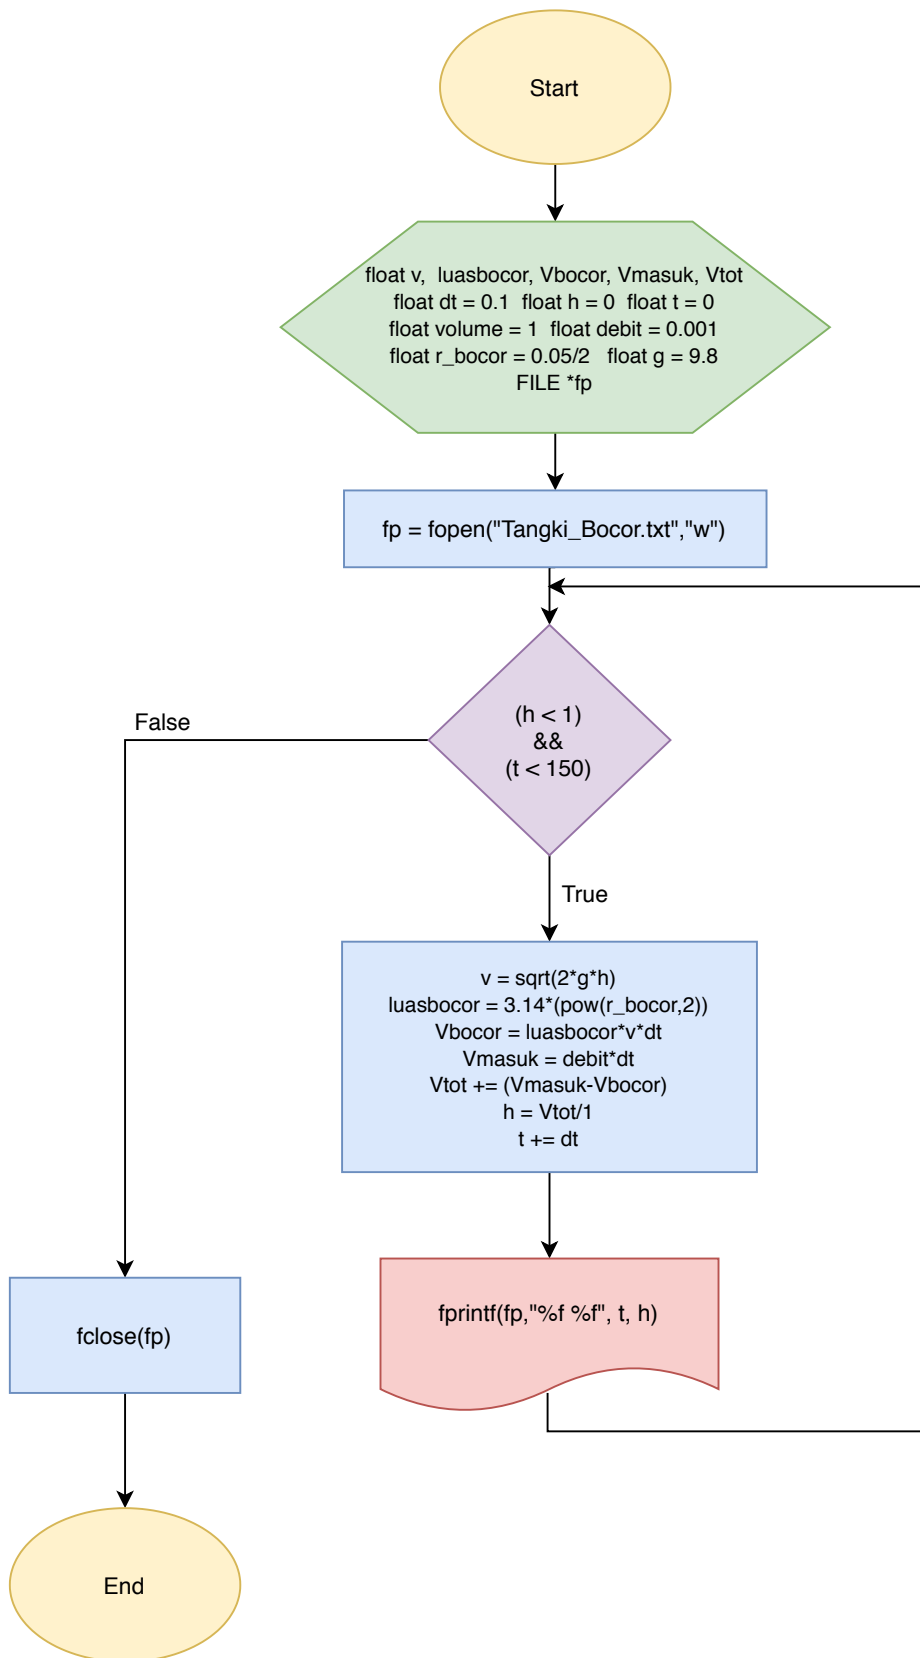 Start
float v,  luasbocor, Vbocor, Vmasuk, Vtot
float dt = 0.1  float h = 0  float t = 0
float volume = 1  float debit = 0.001
float r_bocor = 0.05/2   float g = 9.8
FILE *fp
fp = fopen("Tangki_Bocor.txt","w")
(h < 1)
&&
(t < 150)
False
True
v = sqrt(2*g*h)
luasbocor = 3.14*(pow(r_bocor,2))
Vbocor = luasbocor*v*dt
Vmasuk = debit*dt
Vtot += (Vmasuk-Vbocor)
h = Vtot/1
t += dt
fprintf(fp,"%f %f", t, h)
fclose(fp)
End